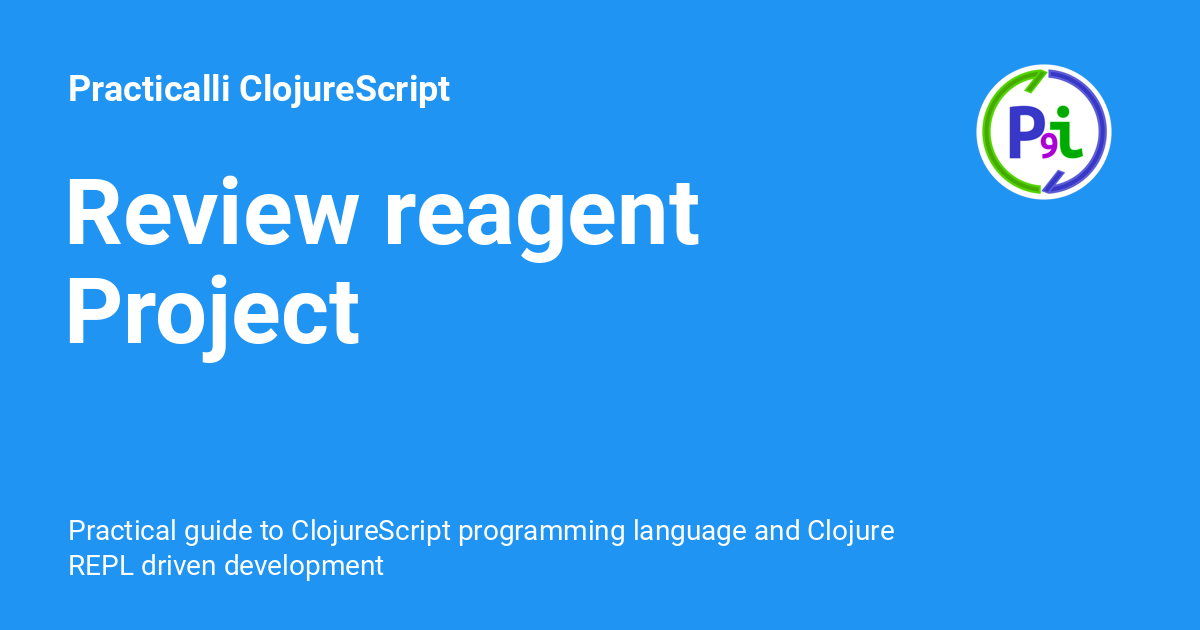 Practicalli ClojureScript
P9i
Review reagent
Project
Practical guide to ClojureScript programming language and Clojure
REPL driven development